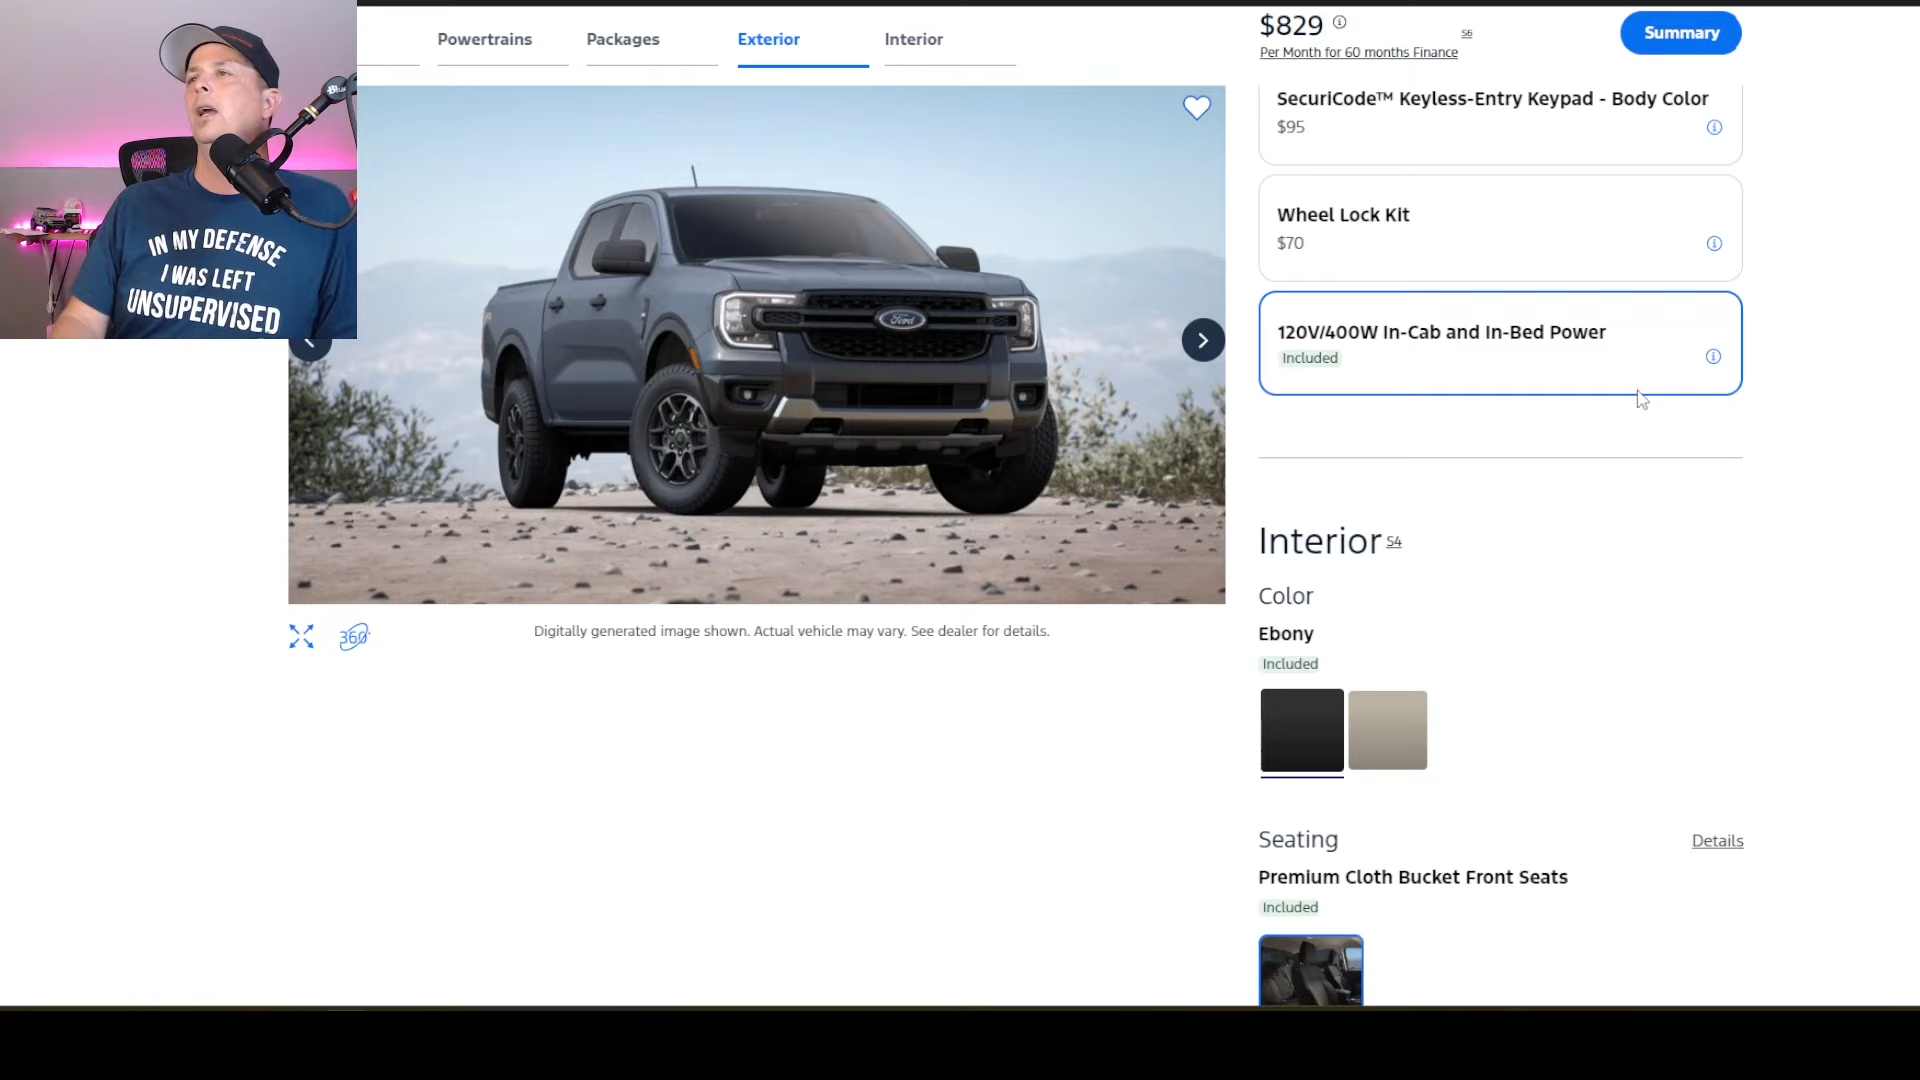 Powertrains
Packages
Exterior
Interior
$829
S6
Per Month for 60 months Finance
Summary
SecuriCode™ Keyless-Entry Keypad - Body Color
$95
Wheel Lock Kit
$70
120V/400W In-Cab and In-Bed Power
Included
IN MY DEFENSE
I WAS LEFT
UNSUPERVISED
Ford
360
Digitally generated image shown. Actual vehicle may vary. See dealer for details.
Interior S4
Color
Ebony
Included
Seating
Details
Premium Cloth Bucket Front Seats
Included